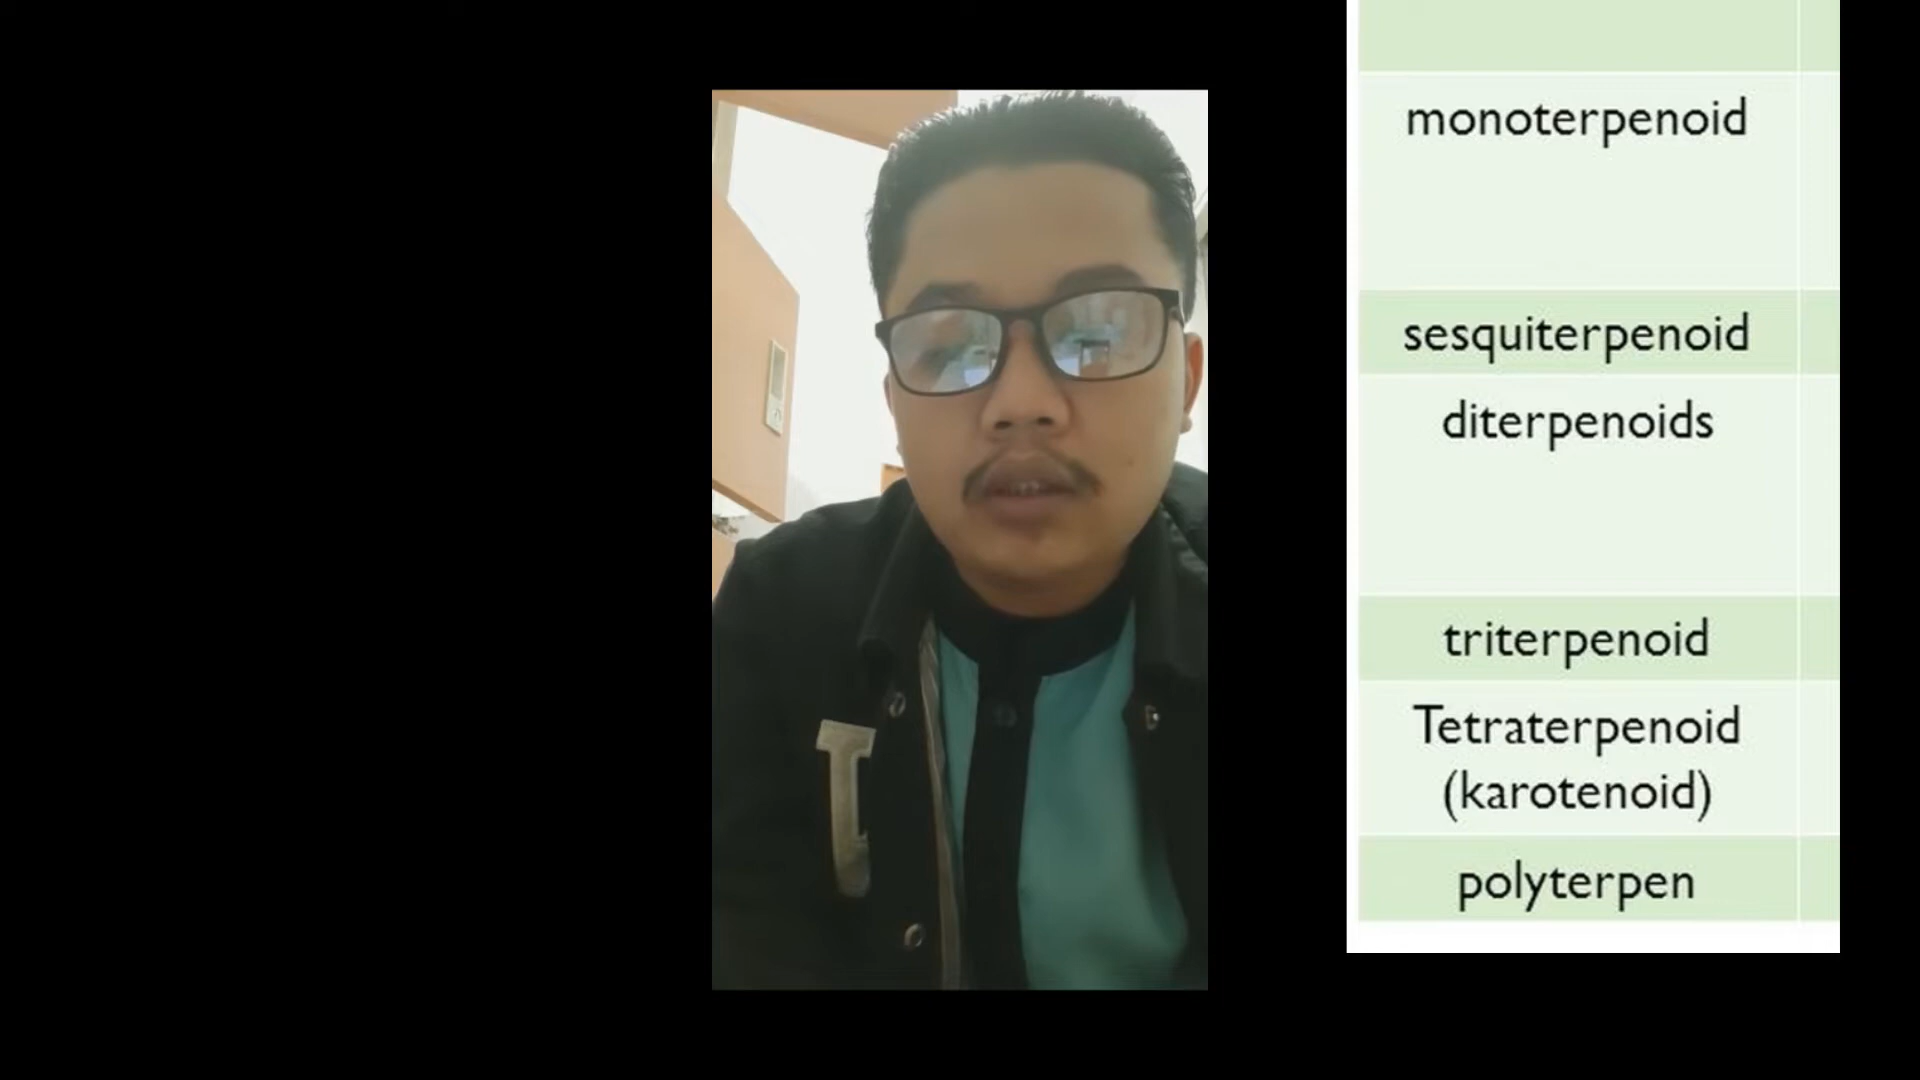 monoterpenoid
sesquiterpenoid
diterpenoids
triterpenoid
Tetraterpenoid
(karotenoid)
polyterpen